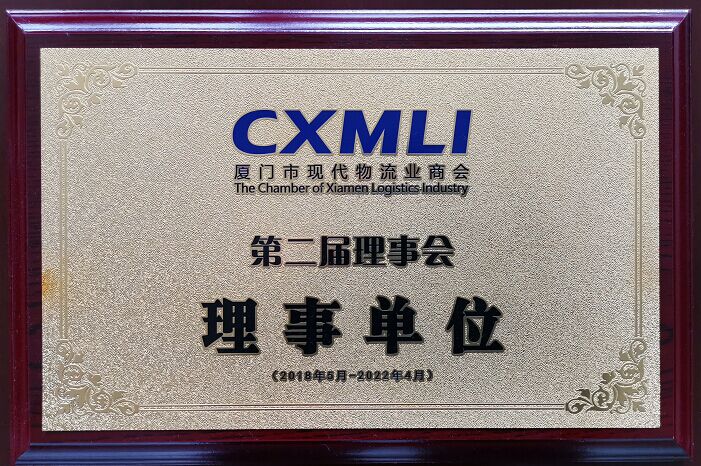 CXMLI
厦门市现代物流业商会
The Chamber of Xiamen Logistics Industry
第二届理事会
理事单位
（2018年5月-2022年4月）